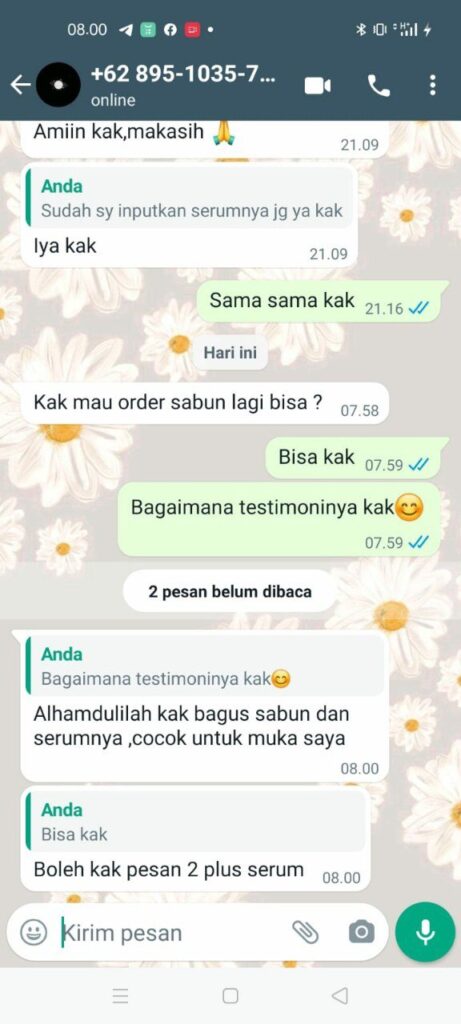 08.00
+62 895-1035-7...
online
Amiin kak,makasih 🙏
21.09
Anda
Sudah sy inputkan serumnya jg ya kak
Iya kak
21.09
Sama sama kak
21.16
Hari ini
Kak mau order sabun lagi bisa ?
07.58
Bisa kak
07.59
Bagaimana testimoninya kak😊
07.59
2 pesan belum dibaca
Anda
Bagaimana testimoninya kak😊
Alhamdulilah kak bagus sabun dan
serumnya ,cocok untuk muka saya
08.00
Anda
Bisa kak
Boleh kak pesan 2 plus serum
08.00
Kirim pesan